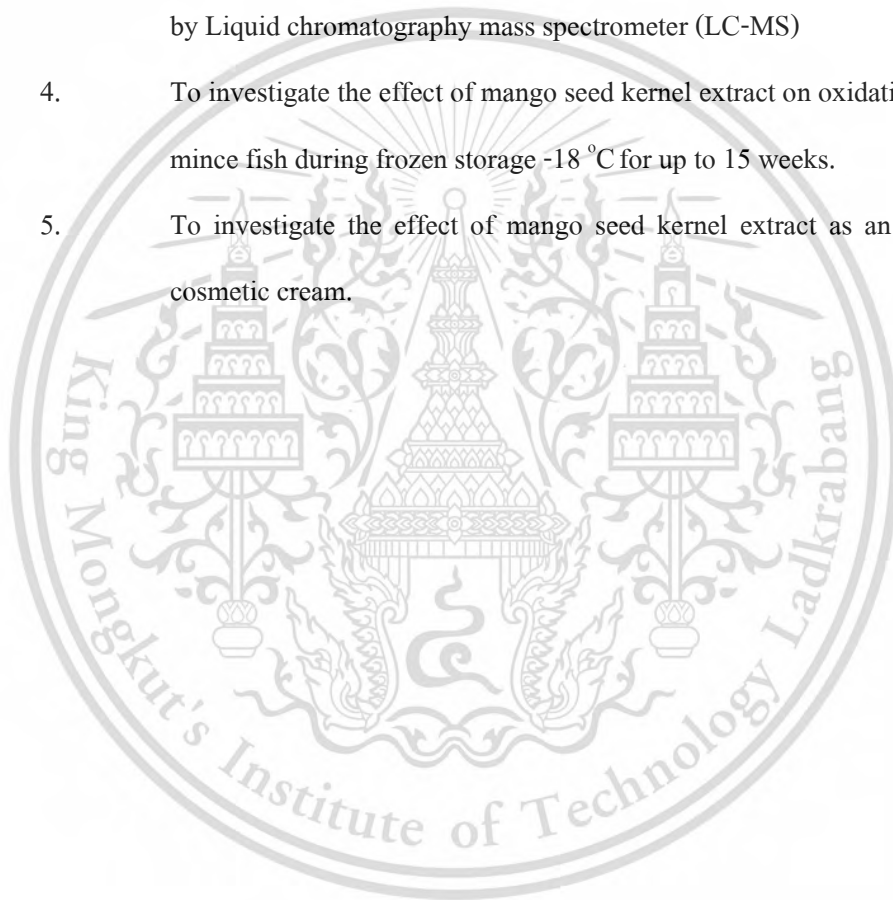 by Liquid chromatography mass spectrometer (LC-MS)
4. To investigate the effect of mango seed kernel extract on
mince fish during frozen storage -18 °C for up to 15 weeks.
5. To investigate the effect of mango seed kernel extract as an
cosmetic cream.
King Mongkut's Institute of Technology Ladkrabang